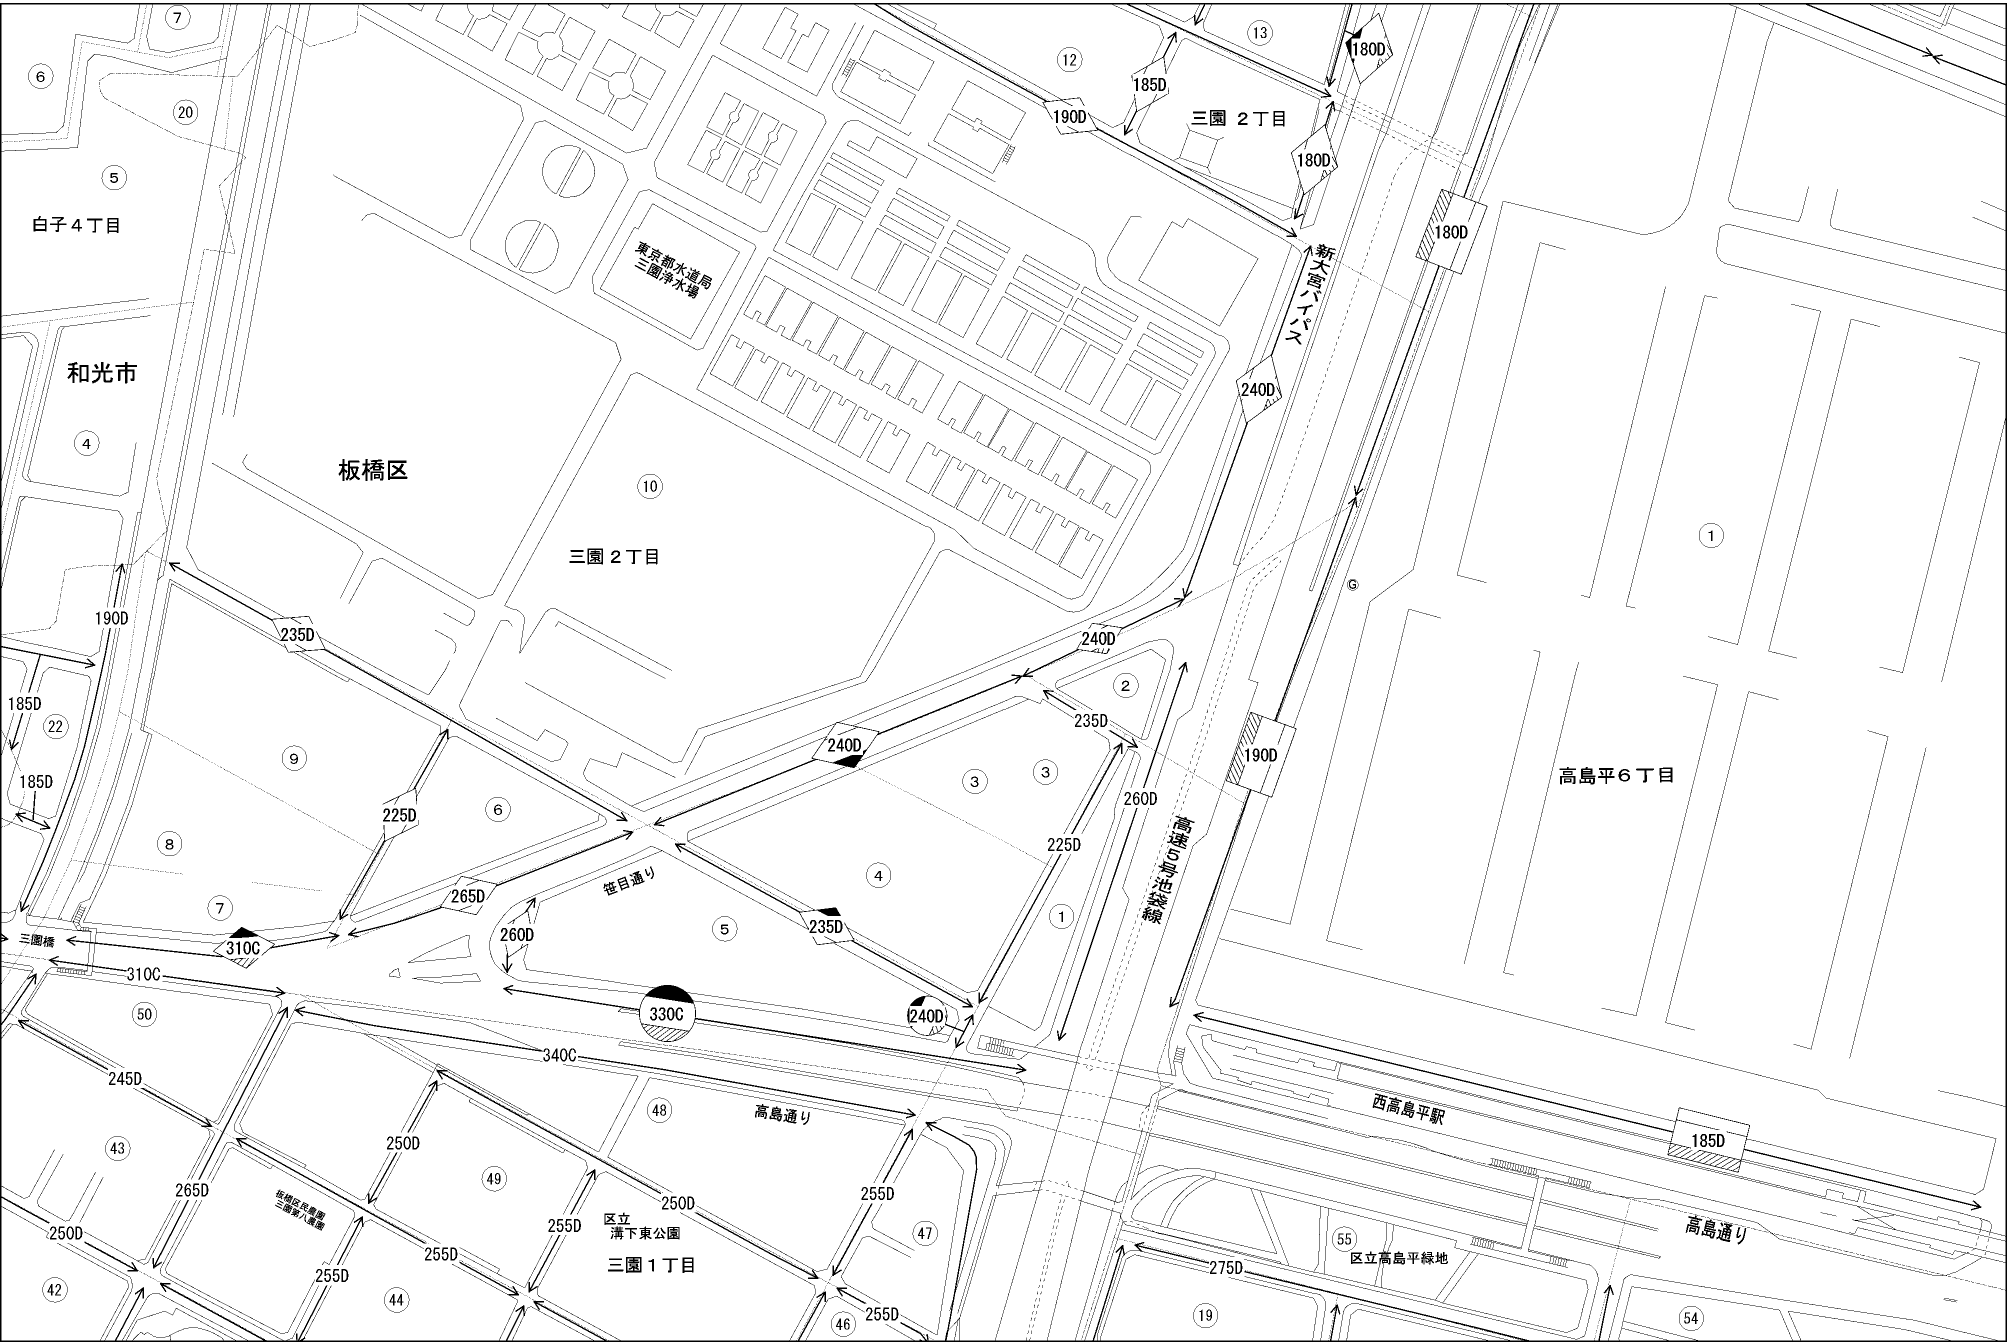 7
13
6
12
180D
20
185D
190D
三園 2丁目
5
180D
白子4丁目
180D
東京都水道局
三園浄水場
新大宮バイパス
和光市
240D
4
板橋区
10
1
三園2丁目
G
190D
235D
240D
2
185D
235D
22
240D
190D
9
3
3
高島平6丁目
185D
260D
6
225D
高速5号池袋線
8
225D
笹目通り
4
265D
7
1
235D
5
260D
三園橋
310C
310C
50
330C
240D
340C
245D
48
高島通り
西高島平駅
185D
43
250D
49
265D
255D
250D
板橋区民農園
三園第八農園
区立
溝下東公園
250D
255D
255D
47
高島通り
55
区立高島平緑地
三園1丁目
275D
255D
42
44
46
255D
19
54